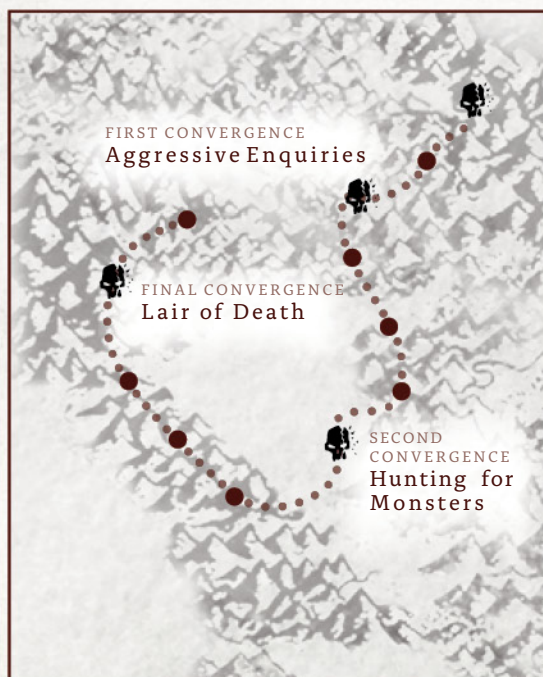 FIRST CONVERGENCE
Aggressive Enquiries
FINAL CONVERGENCE
Lair of Death
SECOND
CONVERGENCE
Hunting for
Monsters